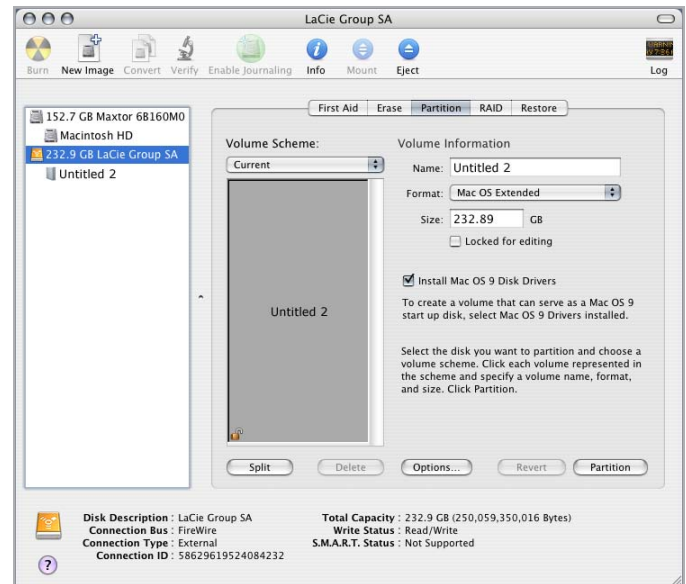 LaCie Group SA
Burn New Image Convert Verify Enable Journaling Info Mount Eject Log
152.7 GB Maxtor 6B160M0
Macintosh HD
232.9 GB LaCie Group SA
Untitled 2
First Aid Erase Partition RAID Restore
Volume Scheme:
Current
Untitled 2
Volume Information
Name: Untitled 2
Format: Mac OS Extended
Size: 232.89 GB
Locked for editing
Install Mac OS 9 Disk Drivers
To create a volume that can serve as a Mac OS 9
start up disk, select Mac OS 9 Drivers installed.
Select the disk you want to partition and choose a
volume scheme. Click each volume represented in
the scheme and specify a volume name, format,
and size. Click Partition.
Split Delete Options... Revert Partition
Disk Description : LaCie Group SA
Connection Bus : FireWire
Connection Type : External
Connection ID : 58629619524084232
Total Capacity : 232.9 GB (250,059,350,016 Bytes)
Write Status : Read/Write
S.M.A.R.T. Status : Not Supported
?